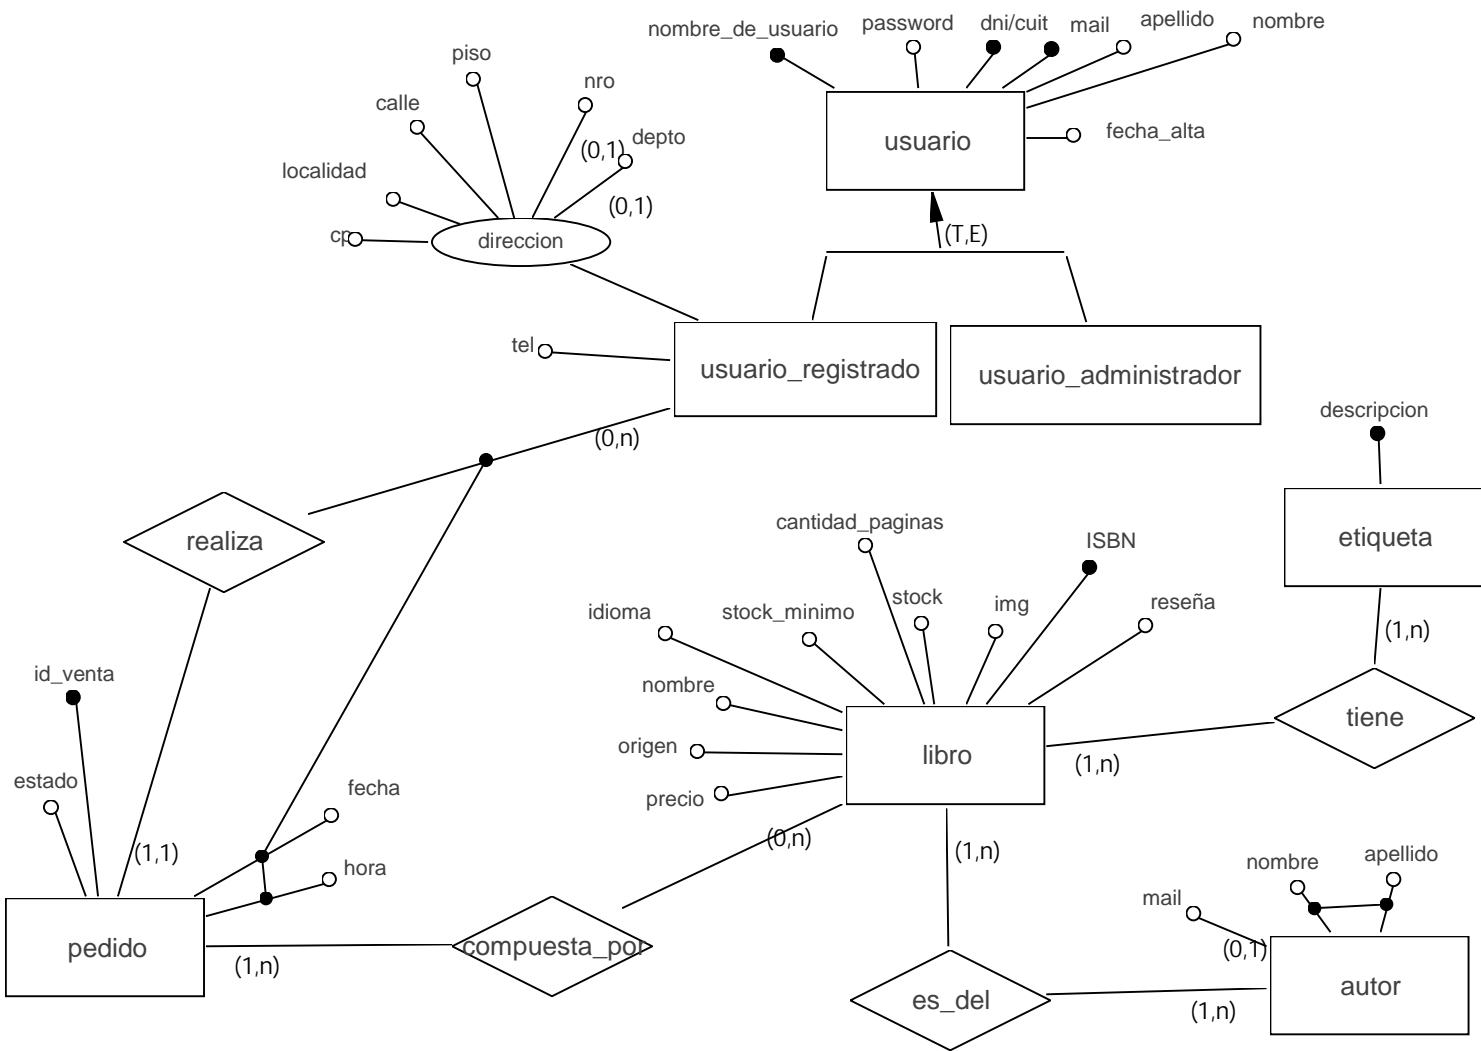 nombre_de_usuario
password
dni/cuit
mail
apellido
nombre
piso
nro
calle
(0,1)
depto
usuario
fecha_alta
localidad
(0,1)
cp
direccion
(T,E)
tel
usuario_registrado
usuario_administrador
descripcion
(0,n)
cantidad_paginas
realiza
ISBN
etiqueta
idioma
stock_minimo
stock
img
reseña
(1,n)
id_venta
nombre
tiene
origen
libro
(1,n)
estado
fecha
precio
(0,n)
(1,1)
hora
(1,n)
nombre
apellido
mail
pedido
compuesta_por
(0,1)
(1,n)
es_del
autor
(1,n)